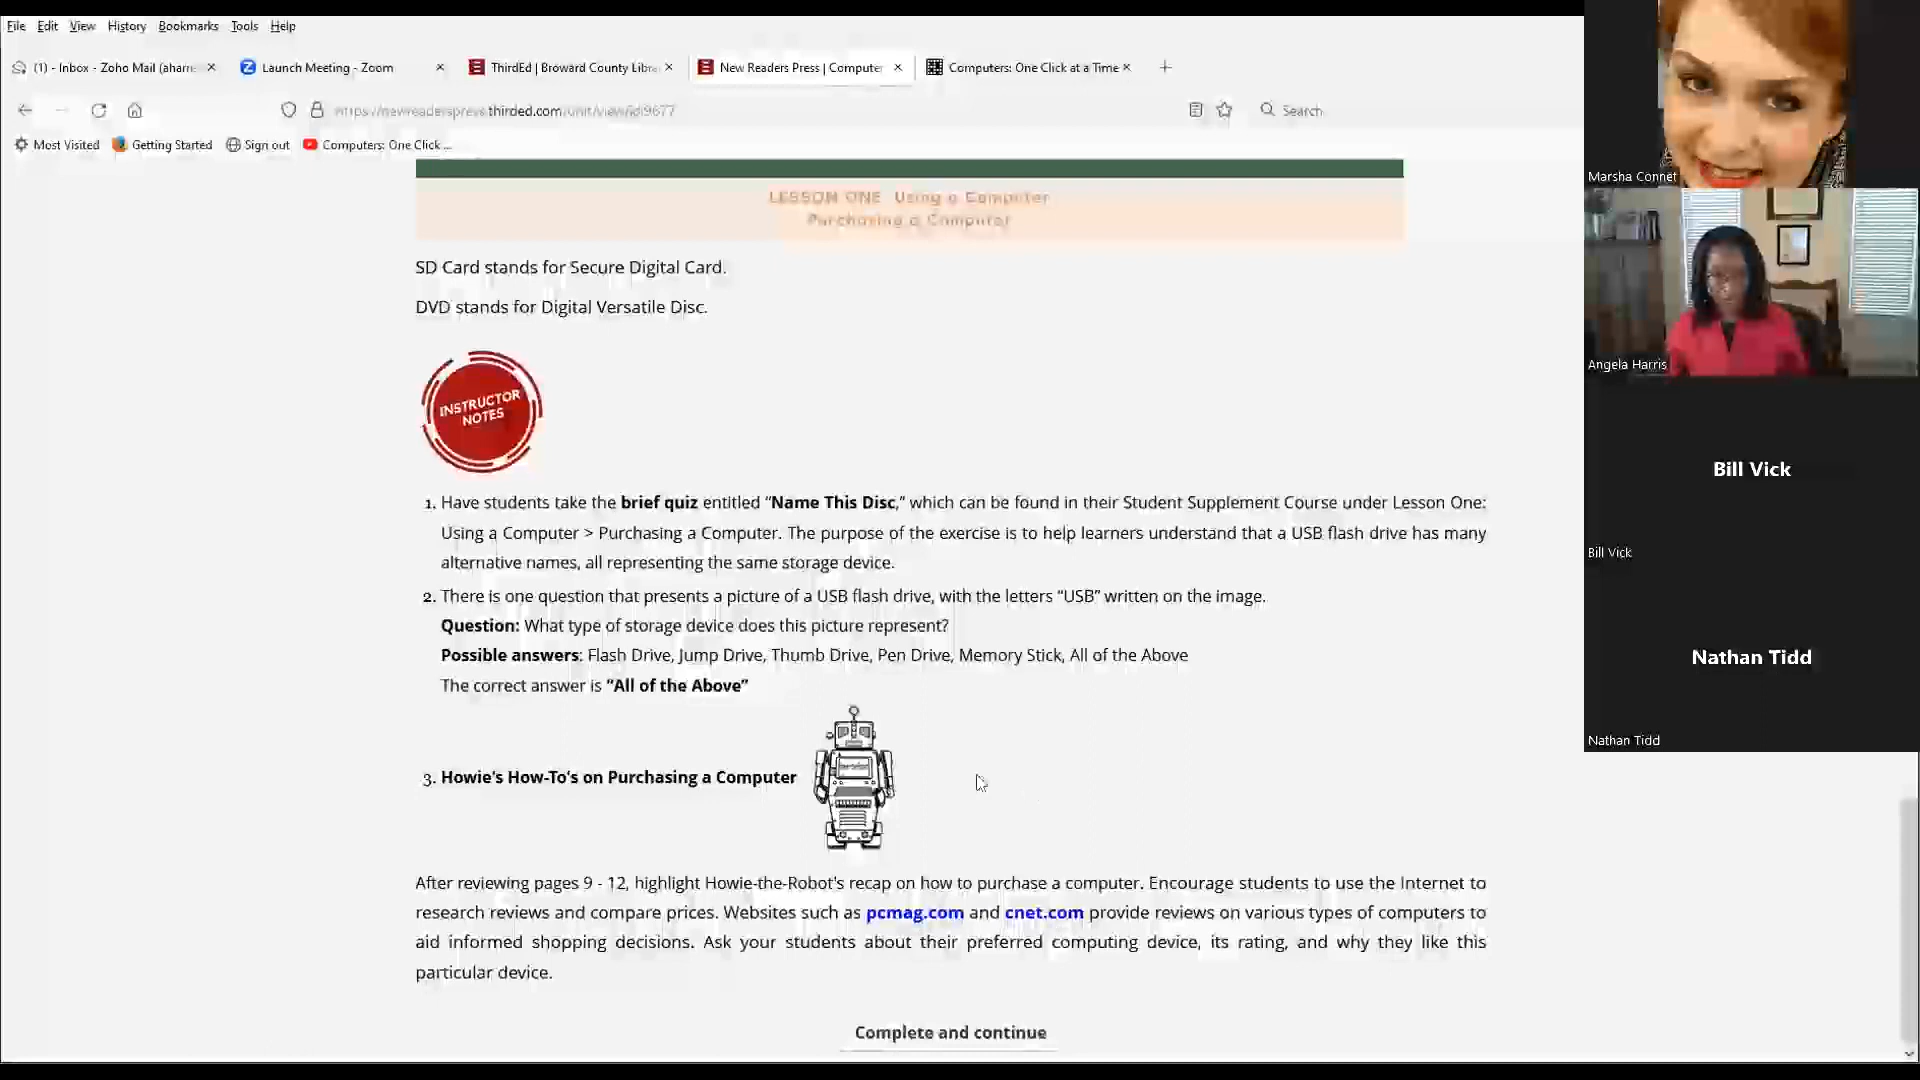 File Edit View History Bookmarks Tools Help
(1) - Inbox - Zoho Mail (aharri
Launch Meeting - Zoom
ThirdEd | Broward County Libra
New Readers Press | Computer
Computers: One Click at a Time
thirded.com
Search
Most Visited Getting Started Sign out Computers: One Click ...
LESSON ONE Using a Computer
Purchasing a Computer
SD Card stands for Secure Digital Card.
DVD stands for Digital Versatile Disc.
INSTRUCTOR
NOTES
1. Have students take the brief quiz entitled “Name This Disc,” which can be found in their Student Supplement Course under Lesson One:
Using a Computer > Purchasing a Computer. The purpose of the exercise is to help learners understand that a USB flash drive has many
alternative names, all representing the same storage device.
2. There is one question that presents a picture of a USB flash drive, with the letters “USB” written on the image.
Question: What type of storage device does this picture represent?
Possible answers: Flash Drive, Jump Drive, Thumb Drive, Pen Drive, Memory Stick, All of the Above
The correct answer is “All of the Above”
3. Howie's How-To's on Purchasing a Computer
After reviewing pages 9 - 12, highlight Howie-the-Robot's recap on how to purchase a computer. Encourage students to use the Internet to
research reviews and compare prices. Websites such as pcmag.com and cnet.com provide reviews on various types of computers to
aid informed shopping decisions. Ask your students about their preferred computing device, its rating, and why they like this
particular device.
Complete and continue
Marsha Connet
Angela Harris
Bill Vick
Bill Vick
Nathan Tidd
Nathan Tidd